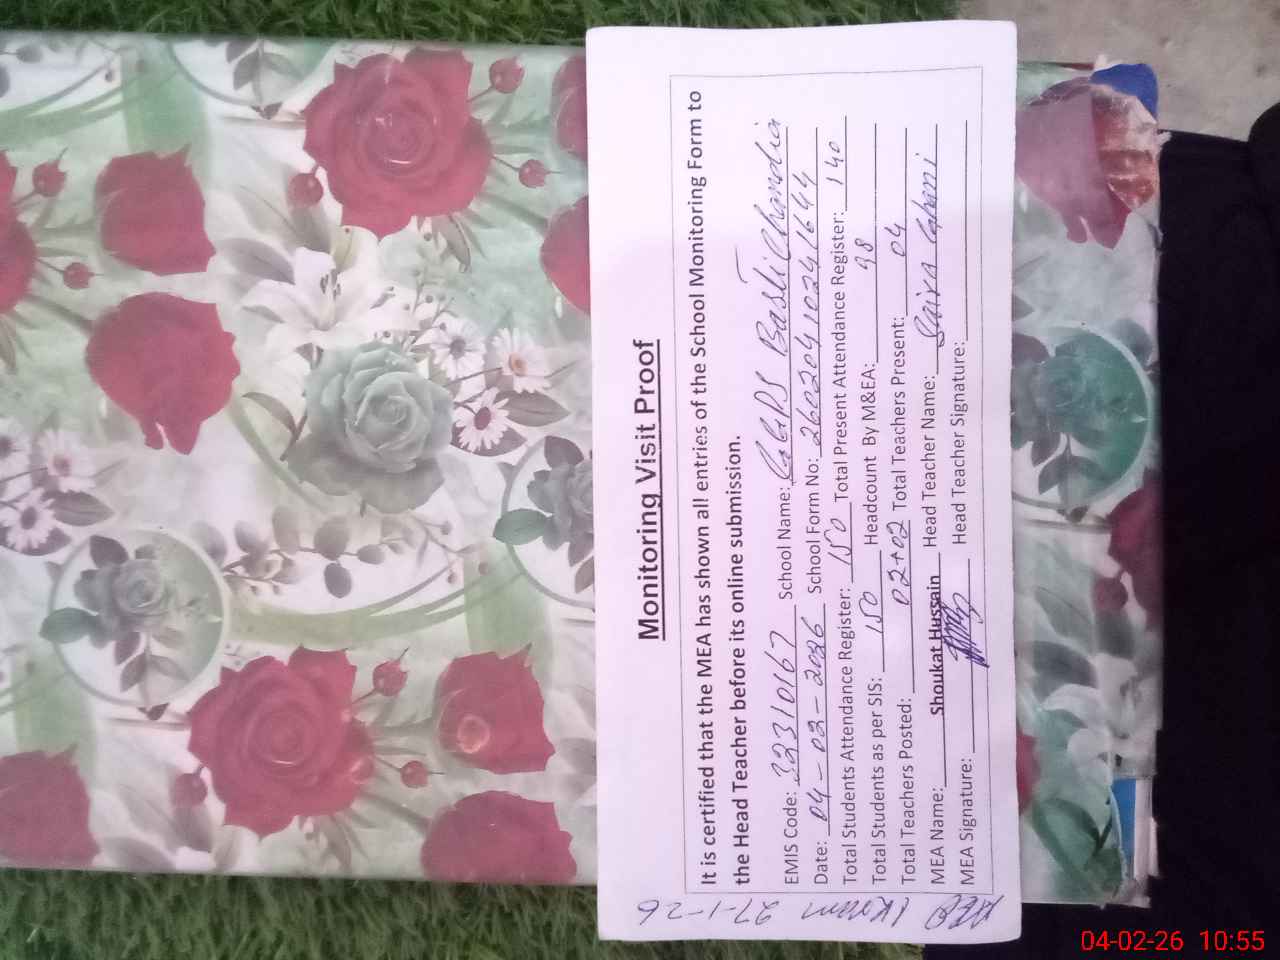 Monitoring Visit Proof
It is certified that the MEA has shown all entries of the School Monitoring Form to
the Head Teacher before its online submission.
EMIS Code: 32310167 School Name: GGPS Basti Chandia
Date: 04-02-2026 School Form No: 26020410241644
Total Students Attendance Register: 150 Total Present Attendance Register: 140
Total Students as per SIS: 150 Headcount By M&EA: 98
Total Teachers Posted: 02+02 Total Teachers Present: 04
MEA Name: Shoukat Hussain Head Teacher Name:
MEA Signature: Head Teacher Signature:
AEO Ikram 27-1-26
04-02-26 10:55